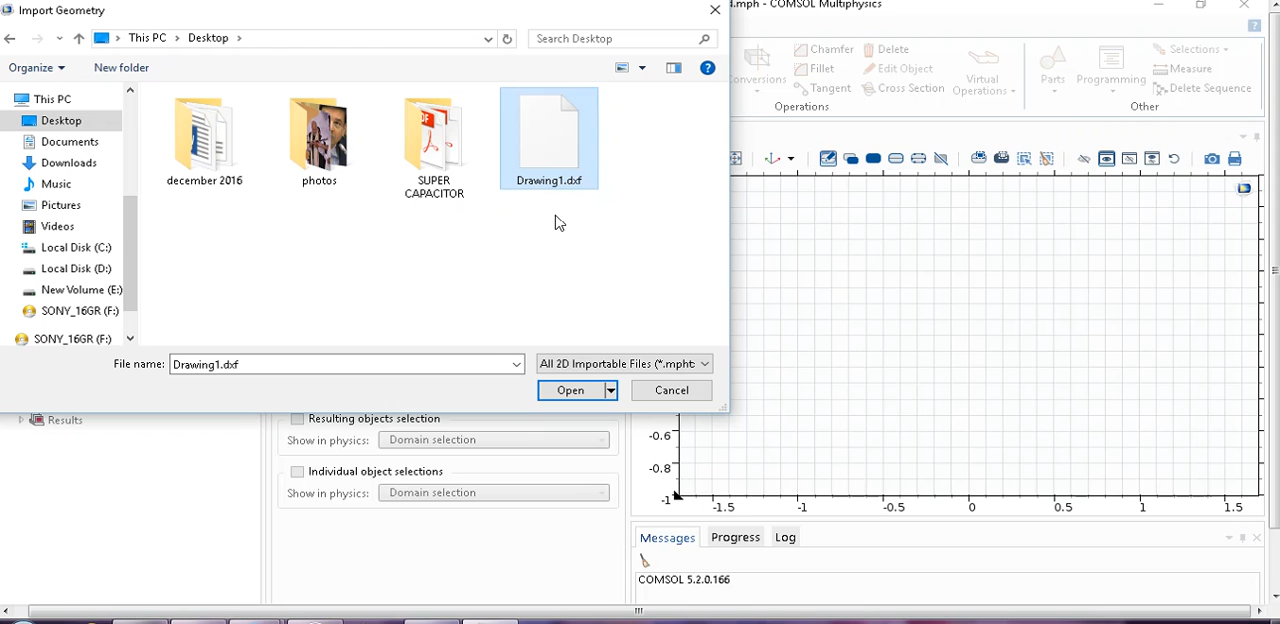 Import Geometry
d.mph - COMSOL Multiphysics
This PC
Desktop
Search Desktop
Organize
New folder
This PC
Desktop
Documents
Downloads
Music
Pictures
Videos
Local Disk (C:)
Local Disk (D:)
New Volume (E:)
SONY_16GR (F:)
SONY_16GR (F:)
december 2016
photos
SUPER
CAPACITOR
Drawing1.dxf
File name:
Drawing1.dxf
All 2D Importable Files (*.mpht:
Open
Cancel
onversions
Chamfer
Fillet
Tangent
Delete
Edit Object
Cross Section
Virtual
Operations
Operations
Parts
Programming
Selections
Measure
Delete Sequence
Other
Results
Resulting objects selection
Show in physics:
Domain selection
Individual object selections
Show in physics:
Domain selection
-0.6
-0.8
-1
-1.5
-1
-0.5
0
0.5
1
1.5
Messages
Progress
Log
COMSOL 5.2.0.166